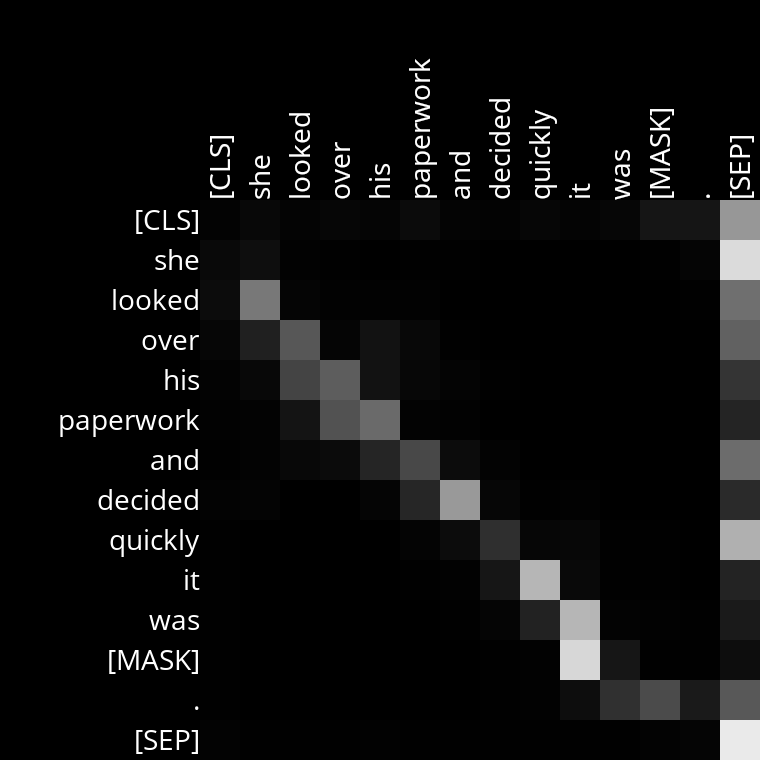 [CLS]
she
looked
over
his
paperwork
and
decided
quickly
it
was
[MASK]
.
[SEP]
[CLS]
she
looked
over
his
paperwork
and
decided
quickly
it
was
[MASK]
.
[SEP]